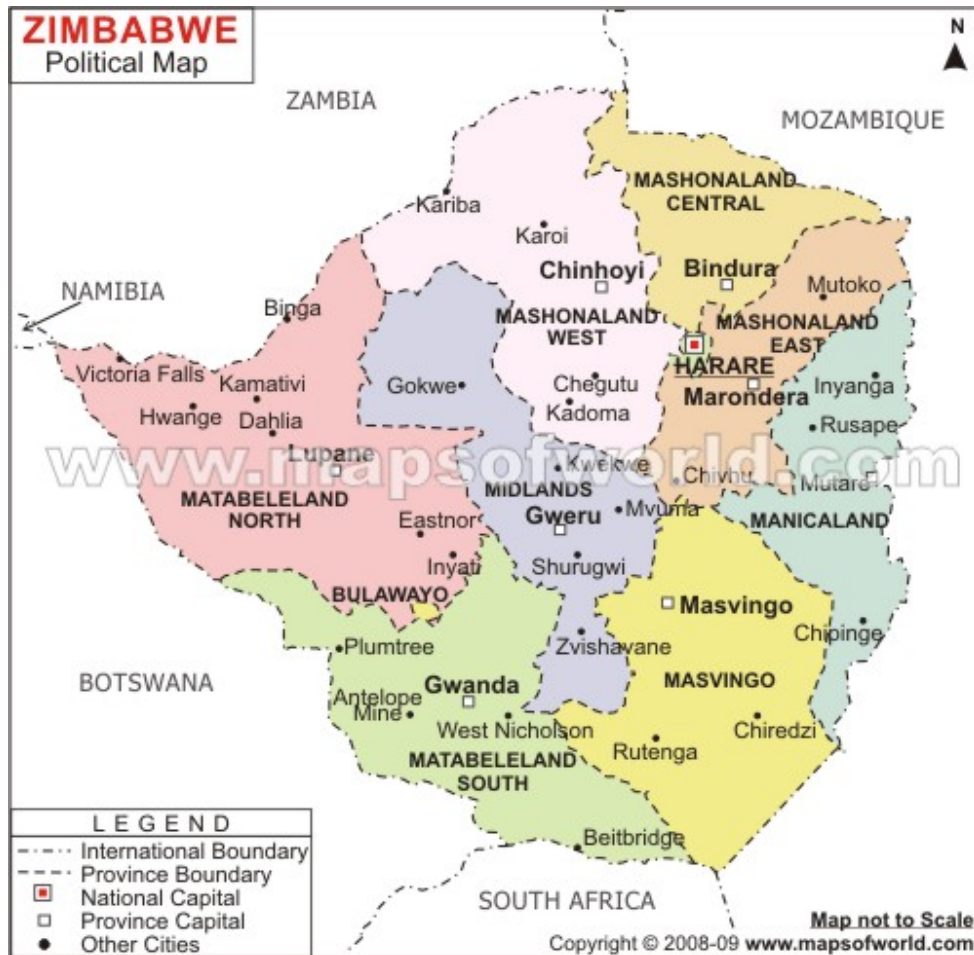 ZIMBABWE
Political Map
N
ZAMBIA
MOZAMBIQUE
MASHONALAND
CENTRAL
Kariba
Karoi
Chinhoyi
Bindura
NAMIBIA
Mutoko
Binga
MASHONALAND
WEST
MASHONALAND
EAST
HARARE
Victoria Falls
Kamativi
Gokwe
Chegutu
Marondera
Inyanga
Hwange
Dahlia
Kadoma
Rusape
www.mapsofworld.com
Lupane
Kwekwe
Chivhu
Mutare
MATABELELAND
NORTH
MIDLANDS
Mvuma
Gweru
MANICALAND
Eastnor
Inyati
Shurugwi
BULAWAYO
Masvingo
Plumtree
Zvishavane
Chipinge
BOTSWANA
Gwanda
MASVINGO
Antelope
Mine
West Nicholson
Rutenga
Chiredzi
MATABELELAND
SOUTH
Beitbridge
SOUTH AFRICA
LEGEND
International Boundary
Province Boundary
National Capital
Province Capital
Other Cities
Map not to Scale
Copyright © 2008-09 www.mapsofworld.com